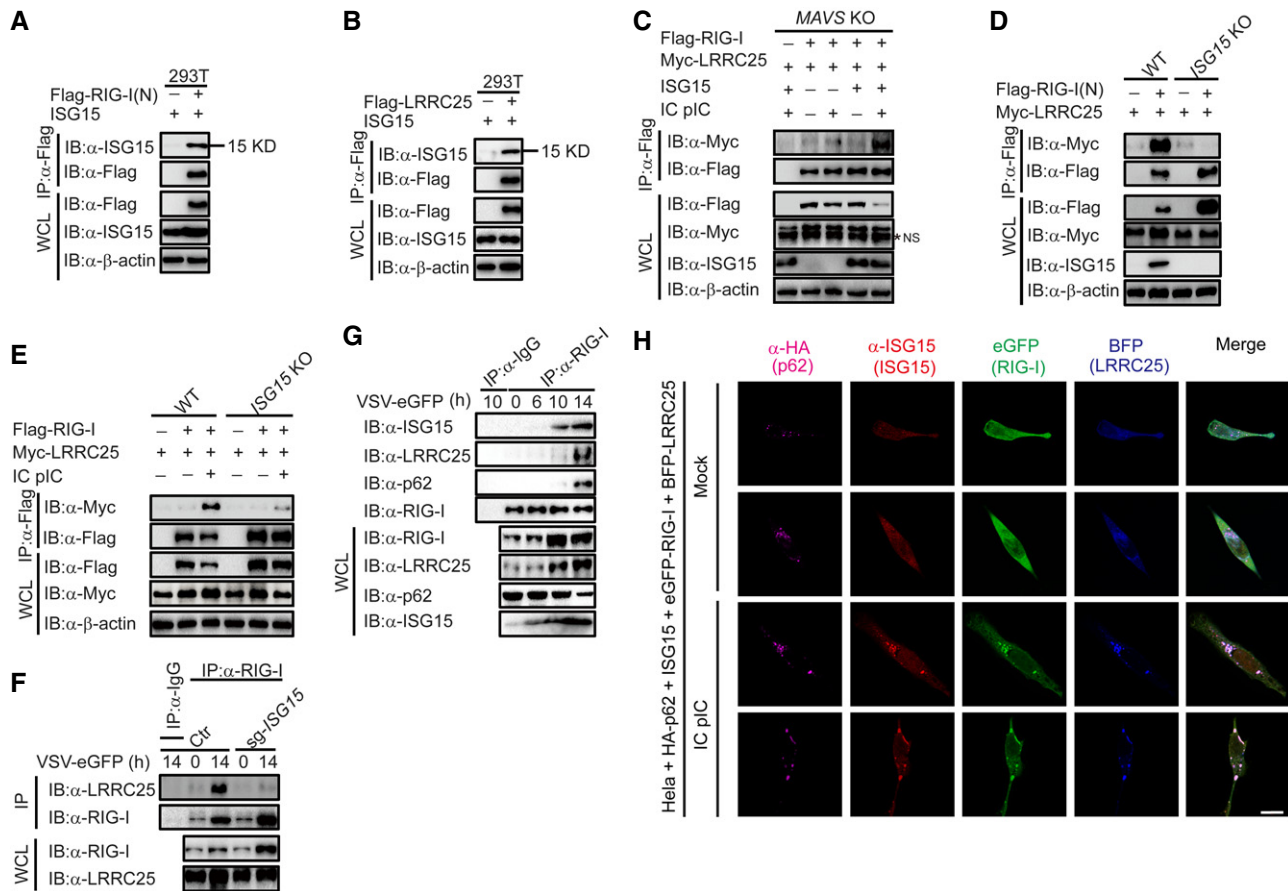 A
293T
Flag-RIG-I(N) – +
ISG15 + +
IP:α-Flag
IB:α-ISG15
15 KD
IB:α-Flag
WCL
IB:α-Flag
IB:α-ISG15
IB:α-β-actin
B
293T
Flag-LRRC25 – +
ISG15 + +
IP:α-Flag
IB:α-ISG15
15 KD
IB:α-Flag
WCL
IB:α-Flag
IB:α-ISG15
IB:α-β-actin
C
MAVS KO
Flag-RIG-I – + + + +
Myc-LRRC25 + + + + +
ISG15 + – – + +
IC pIC + – + – +
IP:α-Flag
IB:α-Myc
IB:α-Flag
WCL
IB:α-Flag
IB:α-Myc
* NS
IB:α-ISG15
IB:α-β-actin
D
WT ISG15 KO
Flag-RIG-I(N) – + – +
Myc-LRRC25 + + + +
IP:α-Flag
IB:α-Myc
IB:α-Flag
WCL
IB:α-Flag
IB:α-Myc
IB:α-ISG15
IB:α-β-actin
E
WT ISG15 KO
Flag-RIG-I – + + – + +
Myc-LRRC25 + + + + + +
IC pIC – – + – – +
IP:α-Flag
IB:α-Myc
IB:α-Flag
WCL
IB:α-Flag
IB:α-Myc
IB:α-β-actin
F
IP:α-IgG
IP:α-RIG-I
Ctr sg-ISG15
VSV-eGFP (h) 14 0 14 0 14
IP
IB:α-LRRC25
IB:α-RIG-I
WCL
IB:α-RIG-I
IB:α-LRRC25
G
IP:α-IgG
IP:α-RIG-I
VSV-eGFP (h) 10 0 6 10 14
IB:α-ISG15
IB:α-LRRC25
IB:α-p62
IB:α-RIG-I
WCL
IB:α-RIG-I
IB:α-LRRC25
IB:α-p62
IB:α-ISG15
H
α-HA α-ISG15 eGFP BFP Merge
(p62) (ISG15) (RIG-I) (LRRC25)
Hela + HA-p62 + ISG15 + eGFP-RIG-I + BFP-LRRC25
Mock
IC pIC